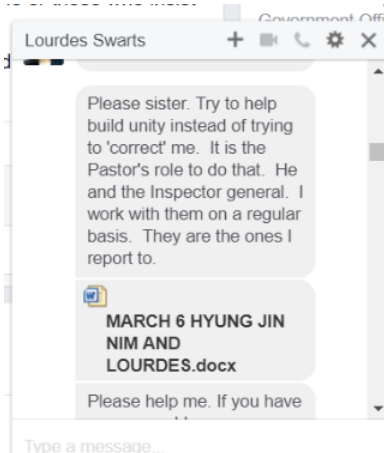 Government Offi
Lourdes Swarts
Please sister. Try to help
build unity instead of trying
to 'correct' me. It is the
Pastor's role to do that. He
and the Inspector general. I
work with them on a regular
basis. They are the ones I
report to.
MARCH 6 HYUNG JIN
NIM AND
LOURDES.docx
Please help me. If you have
Type a message...